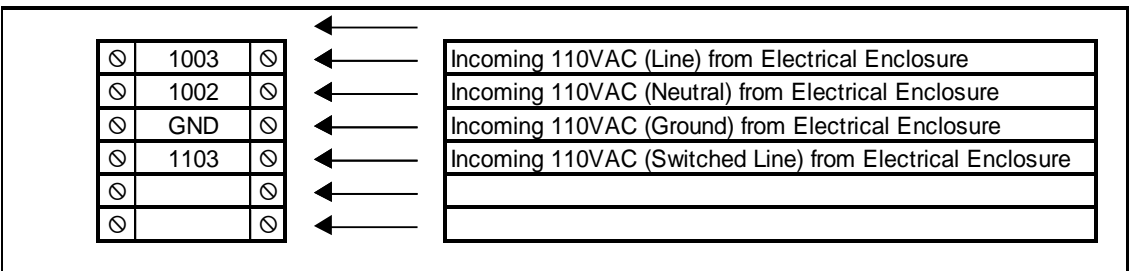 1003 Incoming 110VAC (Line) from Electrical Enclosure
1002 Incoming 110VAC (Neutral) from Electrical Enclosure
GND Incoming 110VAC (Ground) from Electrical Enclosure
1103 Incoming 110VAC (Switched Line) from Electrical Enclosure